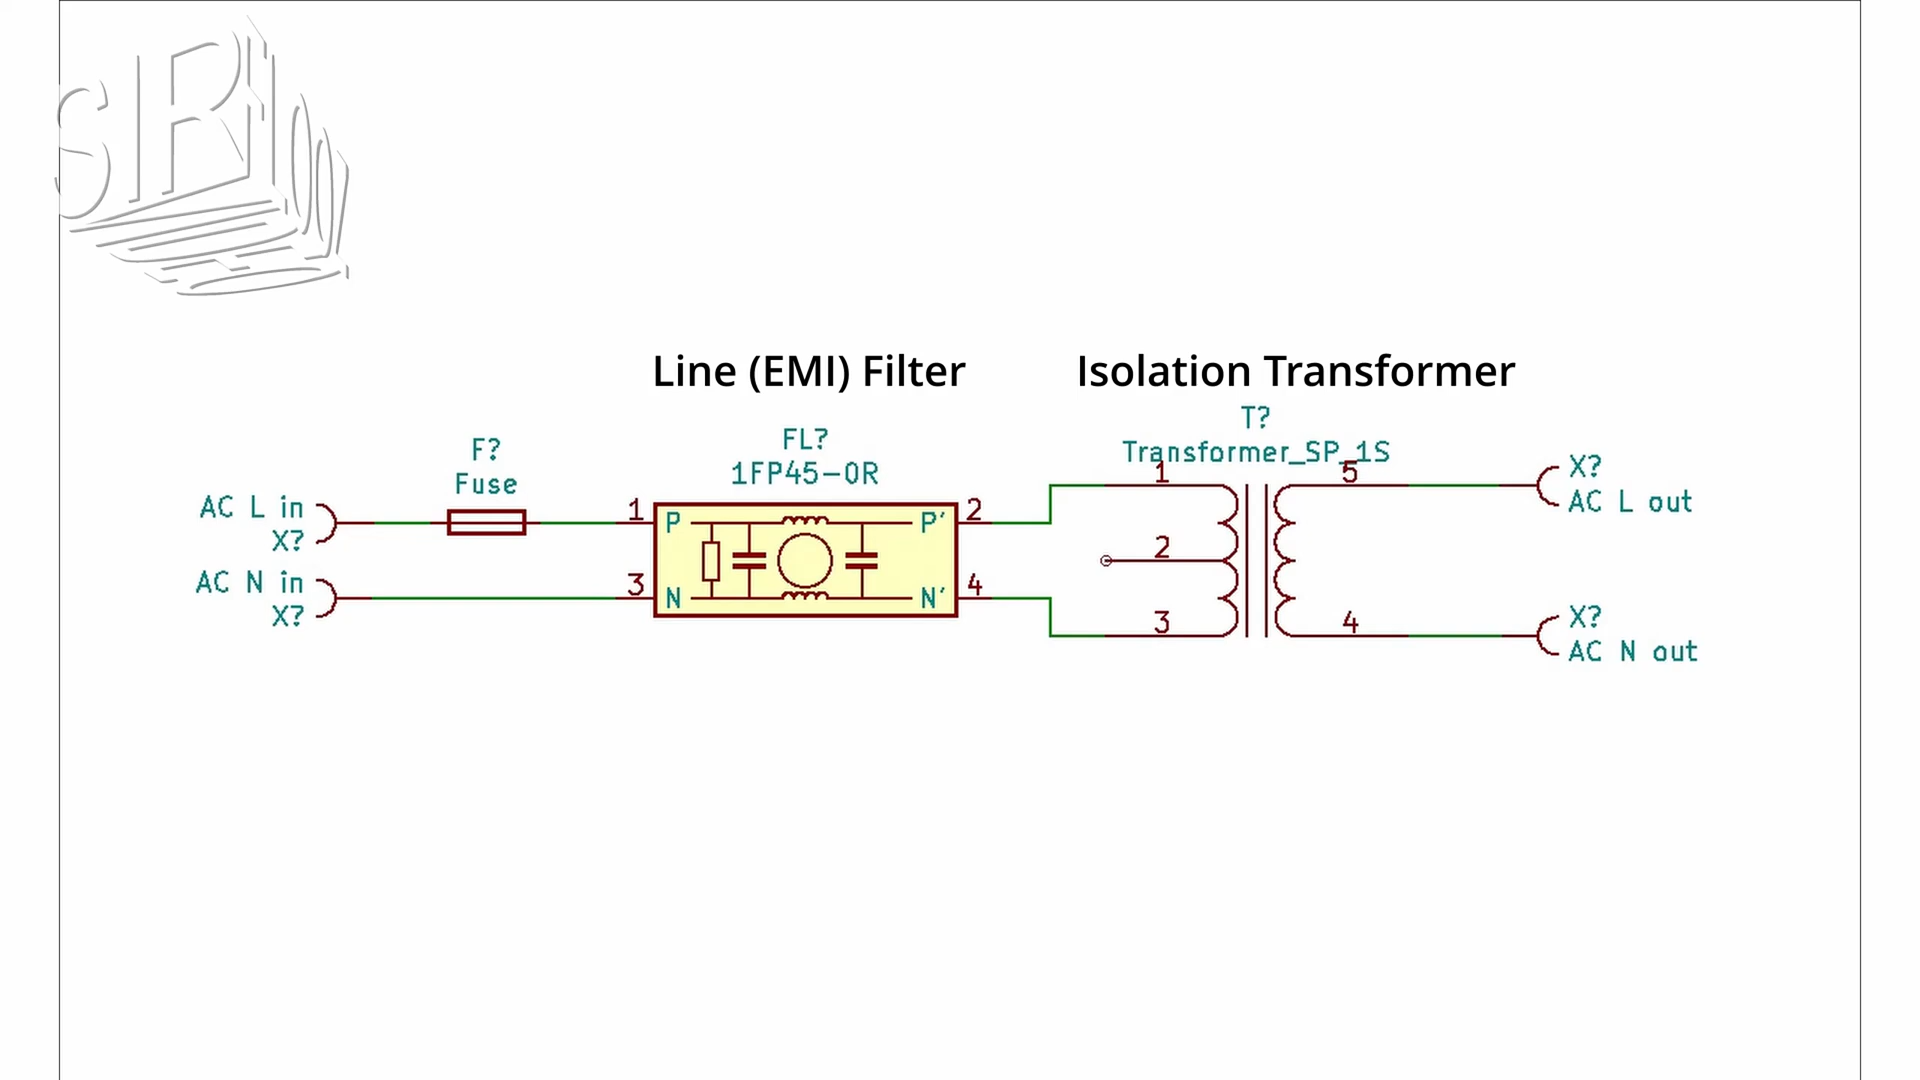 Line (EMI) Filter
Isolation Transformer
T?
Transformer_SP_1S
F?
Fuse
FL?
1FP45-0R
AC L in
X?
AC N in
X?
1
P
P'
2
3
N
N'
4
1
2
3
5
4
X?
AC L out
X?
AC N out